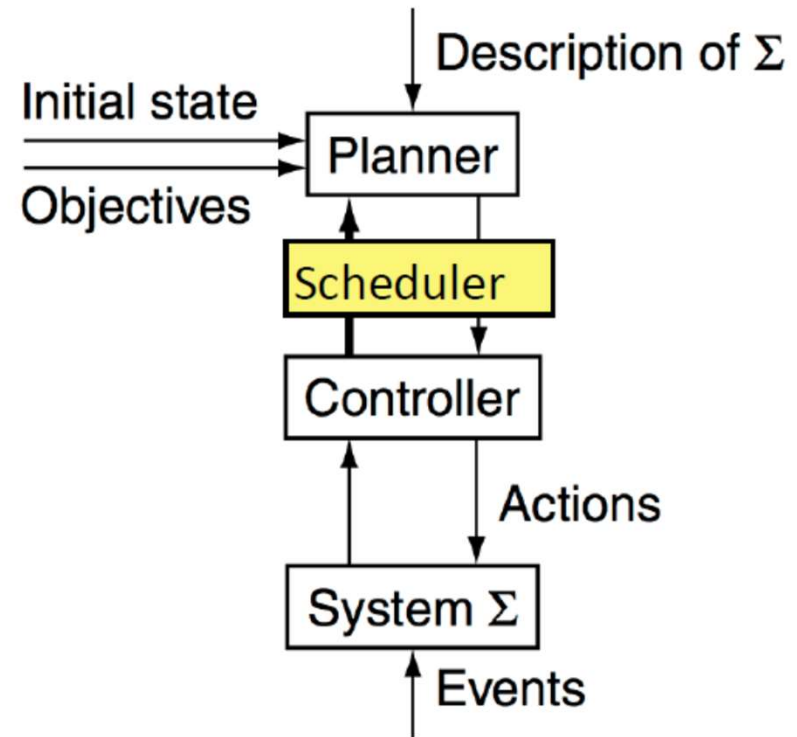 Description of Σ
Initial state
Planner
Objectives
Scheduler
Controller
Actions
System Σ
Events